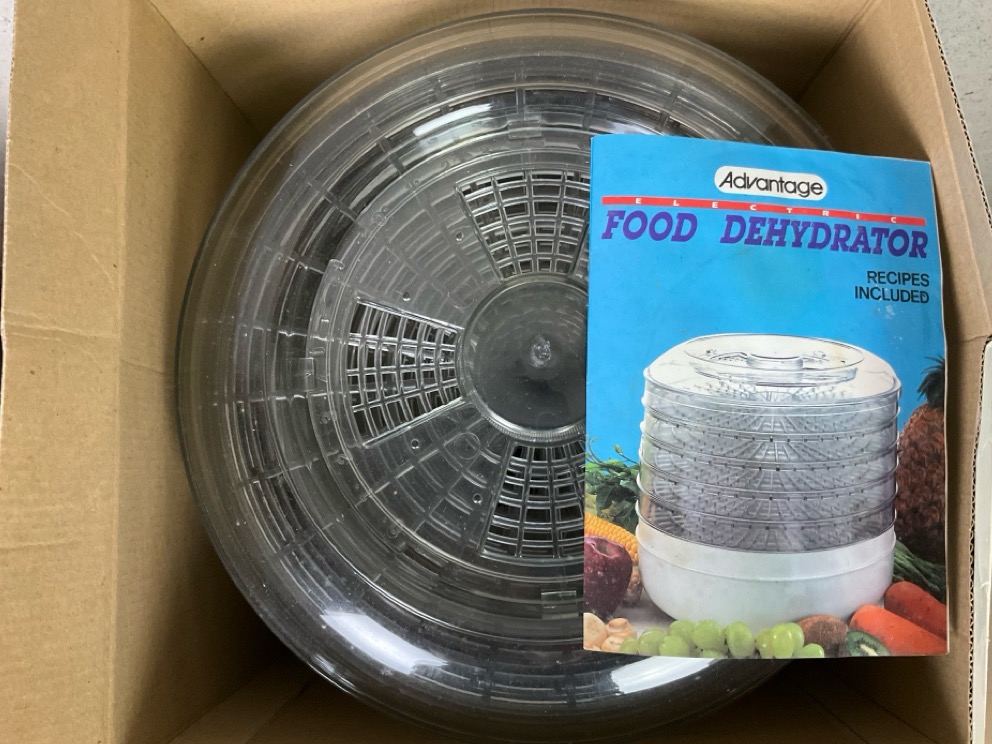 Advantage
ELECTRIC
FOOD DEHYDRATOR
RECIPES
INCLUDED